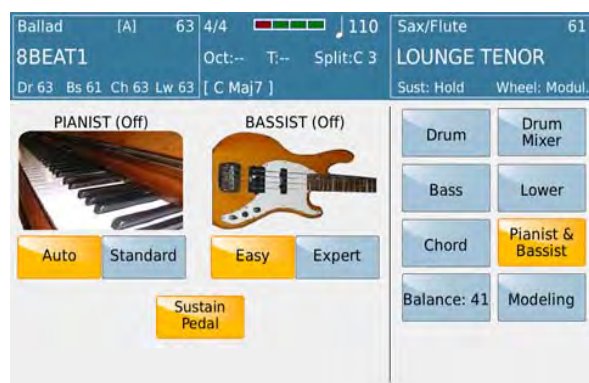 Ballad [A] 63
8BEAT1
Dr 63 Bs 61 Ch 63 Lw 63
4/4 ♩110
Oct:-- T:-- Split:C 3
[ C Maj7 ]
Sax/Flute 61
LOUNGE TENOR
Sust: Hold Wheel: Modul.
PIANIST (Off)
BASSIST (Off)
Auto
Standard
Easy
Expert
Sustain
Pedal
Drum
Drum
Mixer
Bass
Lower
Chord
Pianist &
Bassist
Balance: 41
Modeling